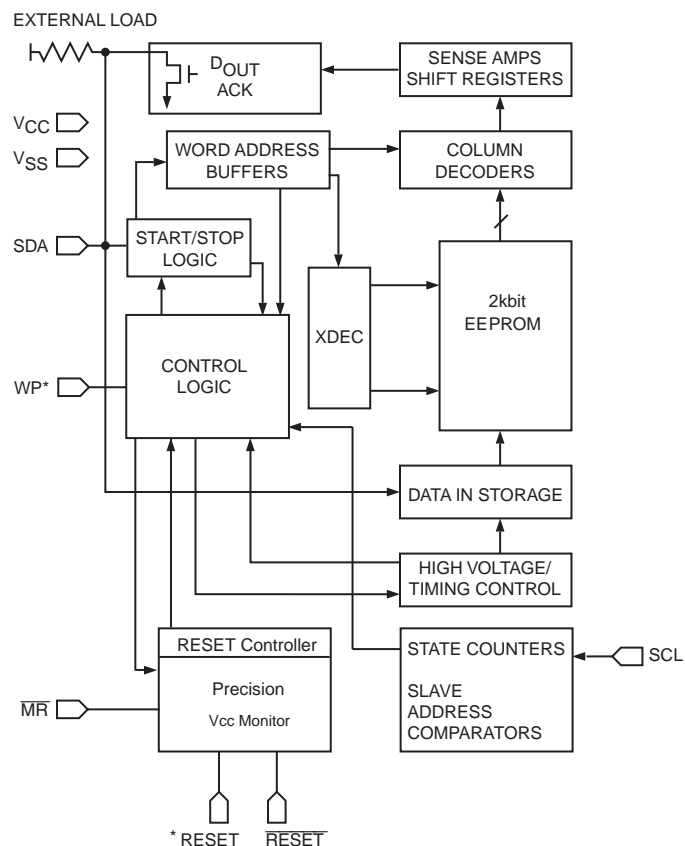 EXTERNAL LOAD
DOUT
ACK
SENSE AMPS
SHIFT REGISTERS
VCC
VSS
WORD ADDRESS
BUFFERS
COLUMN
DECODERS
SDA
START/STOP
LOGIC
2kbit
EEPROM
XDEC
CONTROL
LOGIC
WP*
DATA IN STORAGE
HIGH VOLTAGE/
TIMING CONTROL
RESET Controller
Precision
Vcc Monitor
STATE COUNTERS
SLAVE
ADDRESS
COMPARATORS
SCL
MR
* RESET
RESET